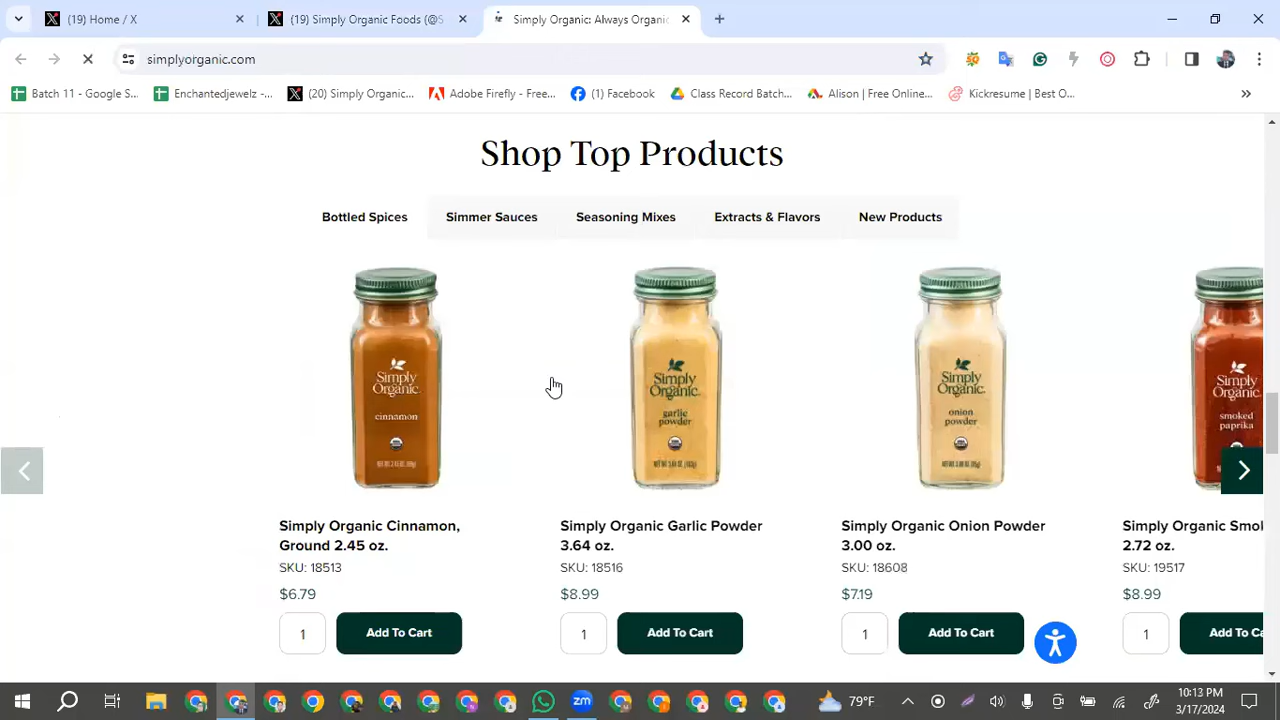 (19) Home / X
(19) Simply Organic Foods (@S
Simply Organic: Always Organic
simplyorganic.com
Batch 11 - Google S...
Enchantedjewelz -...
(20) Simply Organic...
Adobe Firefly - Free...
(1) Facebook
Class Record Batch...
Alison | Free Online...
Kickresume | Best O...
Shop Top Products
Bottled Spices
Simmer Sauces
Seasoning Mixes
Extracts & Flavors
New Products
Simply
Organic
cinnamon
Simply
Organic
garlic
powder
Simply
Organic
onion
powder
Simply
Organic
smoked
paprika
Simply Organic Cinnamon,
Ground 2.45 oz.
SKU: 18513
$6.79
1
Add To Cart
Simply Organic Garlic Powder
3.64 oz.
SKU: 18516
$8.99
1
Add To Cart
Simply Organic Onion Powder
3.00 oz.
SKU: 18608
$7.19
1
Add To Cart
Simply Organic Smo
2.72 oz.
SKU: 19517
$8.99
1
Add To Ca
79°F
10:13 PM
3/17/2024